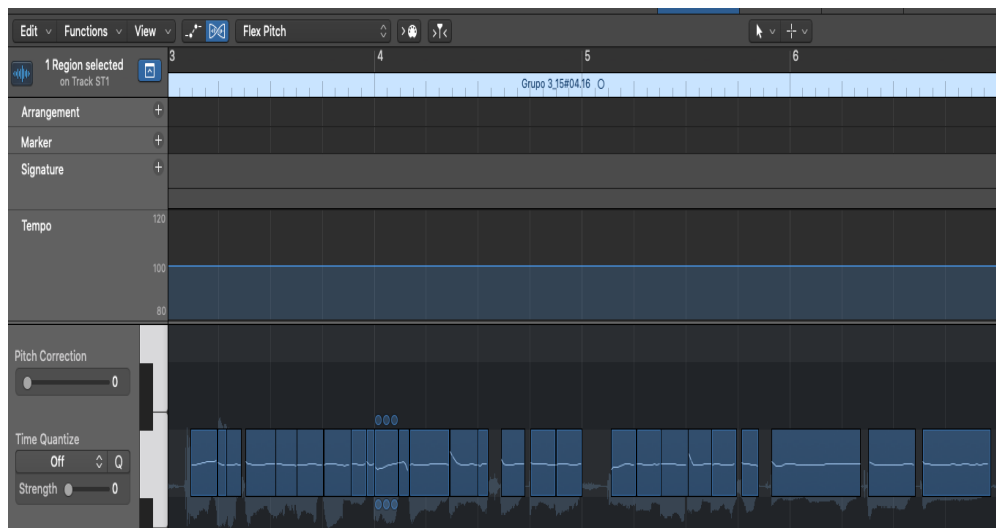 Edit Functions View Flex Pitch
3 4 5 6
1 Region selected
on Track ST1
Grupo 3_15#04.16
Arrangement +
Marker +
Signature +
Tempo
120
100
80
Pitch Correction
0
Time Quantize
Off Q
Strength 0